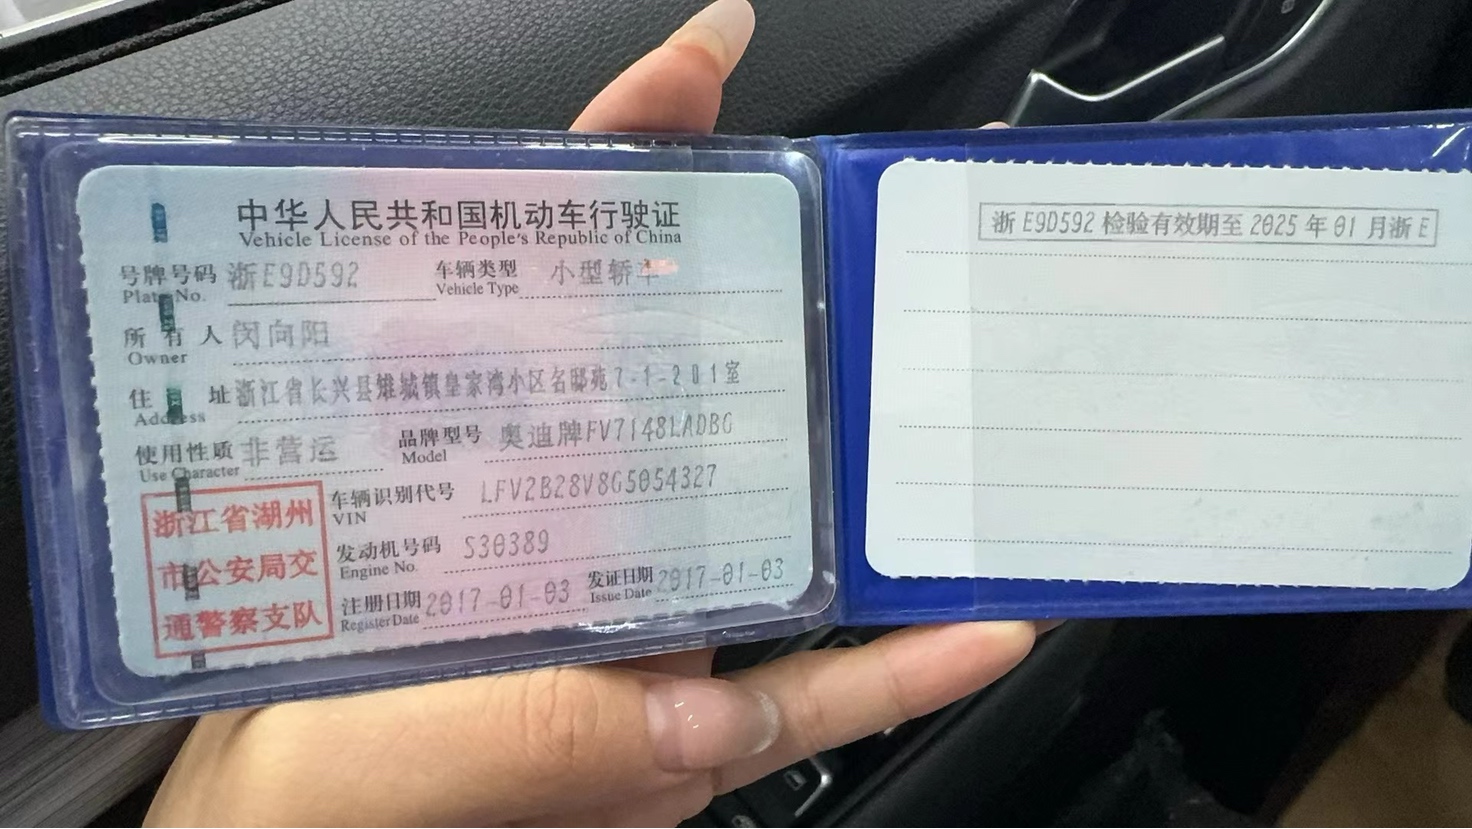 中华人民共和国机动车行驶证
Vehicle License of the People's Republic of China
号牌号码 浙E9D592 车辆类型 小型轿车
Plate No. Vehicle Type
所有人 闵向阳
Owner
住址 浙江省长兴县雉城镇皇家湾小区名邸苑7-1-201室
Address
使用性质 非营运 品牌型号 奥迪牌FV7148LADBG
Use Character Model
车辆识别代号 LFV2B28V8G5054327
VIN
发动机号码 S30389
Engine No.
注册日期 2017-01-03 发证日期 2017-01-03
Register Date Issue Date
浙江省湖州
市公安局交
通警察支队
浙E9D592检验有效期至2025年01月浙E